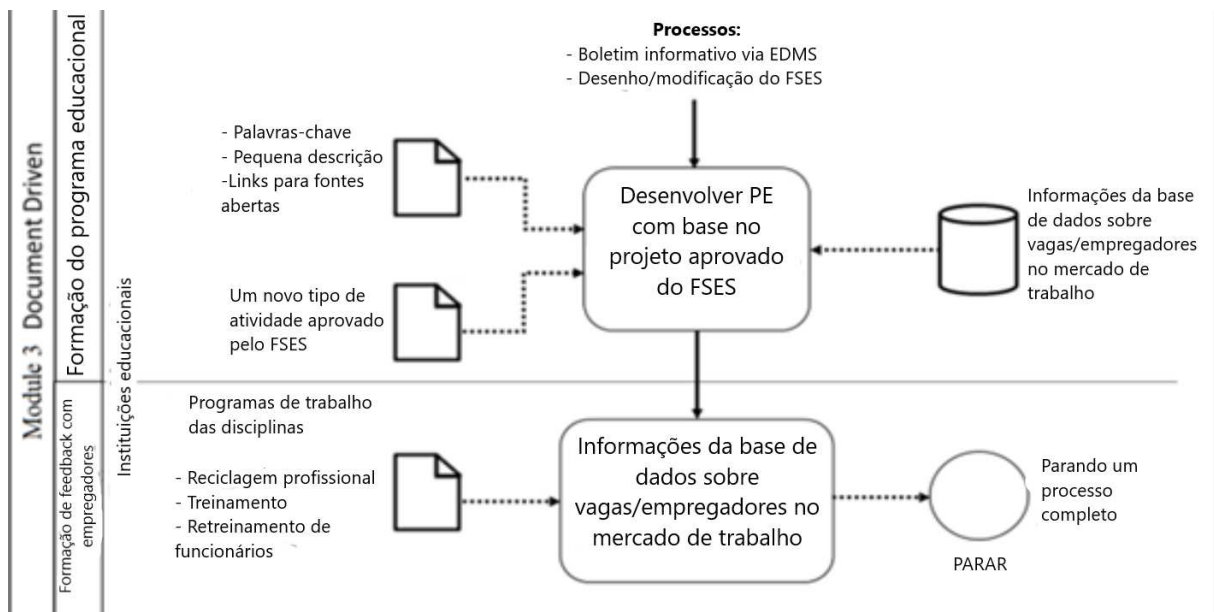 Module 3 Document Driven
Formação do programa educacional
Formação de feedback com
empregadores
Instituições educacionais
Processos:
- Boletim informativo via EDMS
- Desenho/modificação do FSES
- Palavras-chave
- Pequena descrição
-Links para fontes
abertas
Um novo tipo de
atividade aprovado
pelo FSES
Desenvolver PE
com base no
projeto aprovado
do FSES
Informações da base
de dados sobre
vagas/empregadores
no mercado de
trabalho
Programas de trabalho
das disciplinas
- Reciclagem profissional
- Treinamento
- Retreinamento de
funcionários
Informações da base de
dados sobre
vagas/empregadores no
mercado de trabalho
Parando um
processo
completo
PARAR